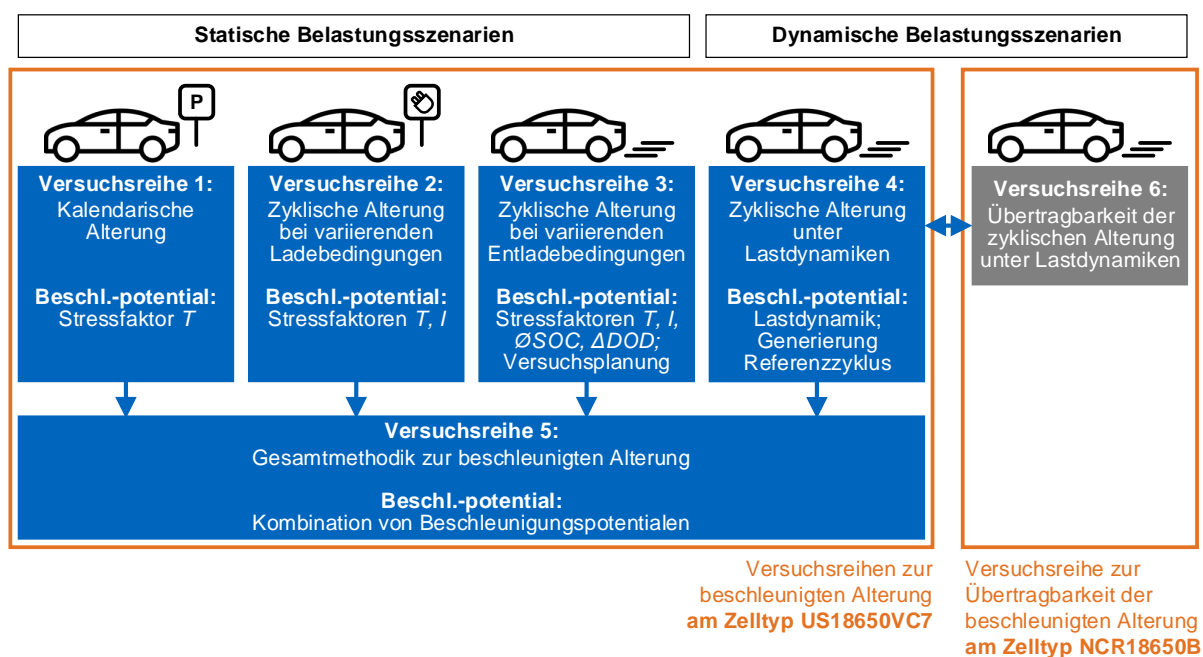 Statische Belastungsszenarien
Dynamische Belastungsszenarien
P
Versuchsreihe 1:
Kalendarische
Alterung
Beschl.-potential:
Stressfaktor T
Versuchsreihe 2:
Zyklische Alterung
bei variierenden
Ladebedingungen
Beschl.-potential:
Stressfaktoren T, I
Versuchsreihe 3:
Zyklische Alterung
bei variierenden
Entladebedingungen
Beschl.-potential:
Stressfaktoren T, I,
ØSOC, ΔDOD;
Versuchsplanung
Versuchsreihe 4:
Zyklische Alterung
unter
Lastdynamiken
Beschl.-potential:
Lastdynamik;
Generierung
Referenzzyklus
Versuchsreihe 6:
Übertragbarkeit der
zyklischen Alterung
unter Lastdynamiken
Versuchsreihe 5:
Gesamtmethodik zur beschleunigten Alterung
Beschl.-potential:
Kombination von Beschleunigungspotentialen
Versuchsreihen zur
beschleunigten Alterung
am Zelltyp US18650VC7
Versuchsreihe zur
Übertragbarkeit der
beschleunigten Alterung
am Zelltyp NCR18650B